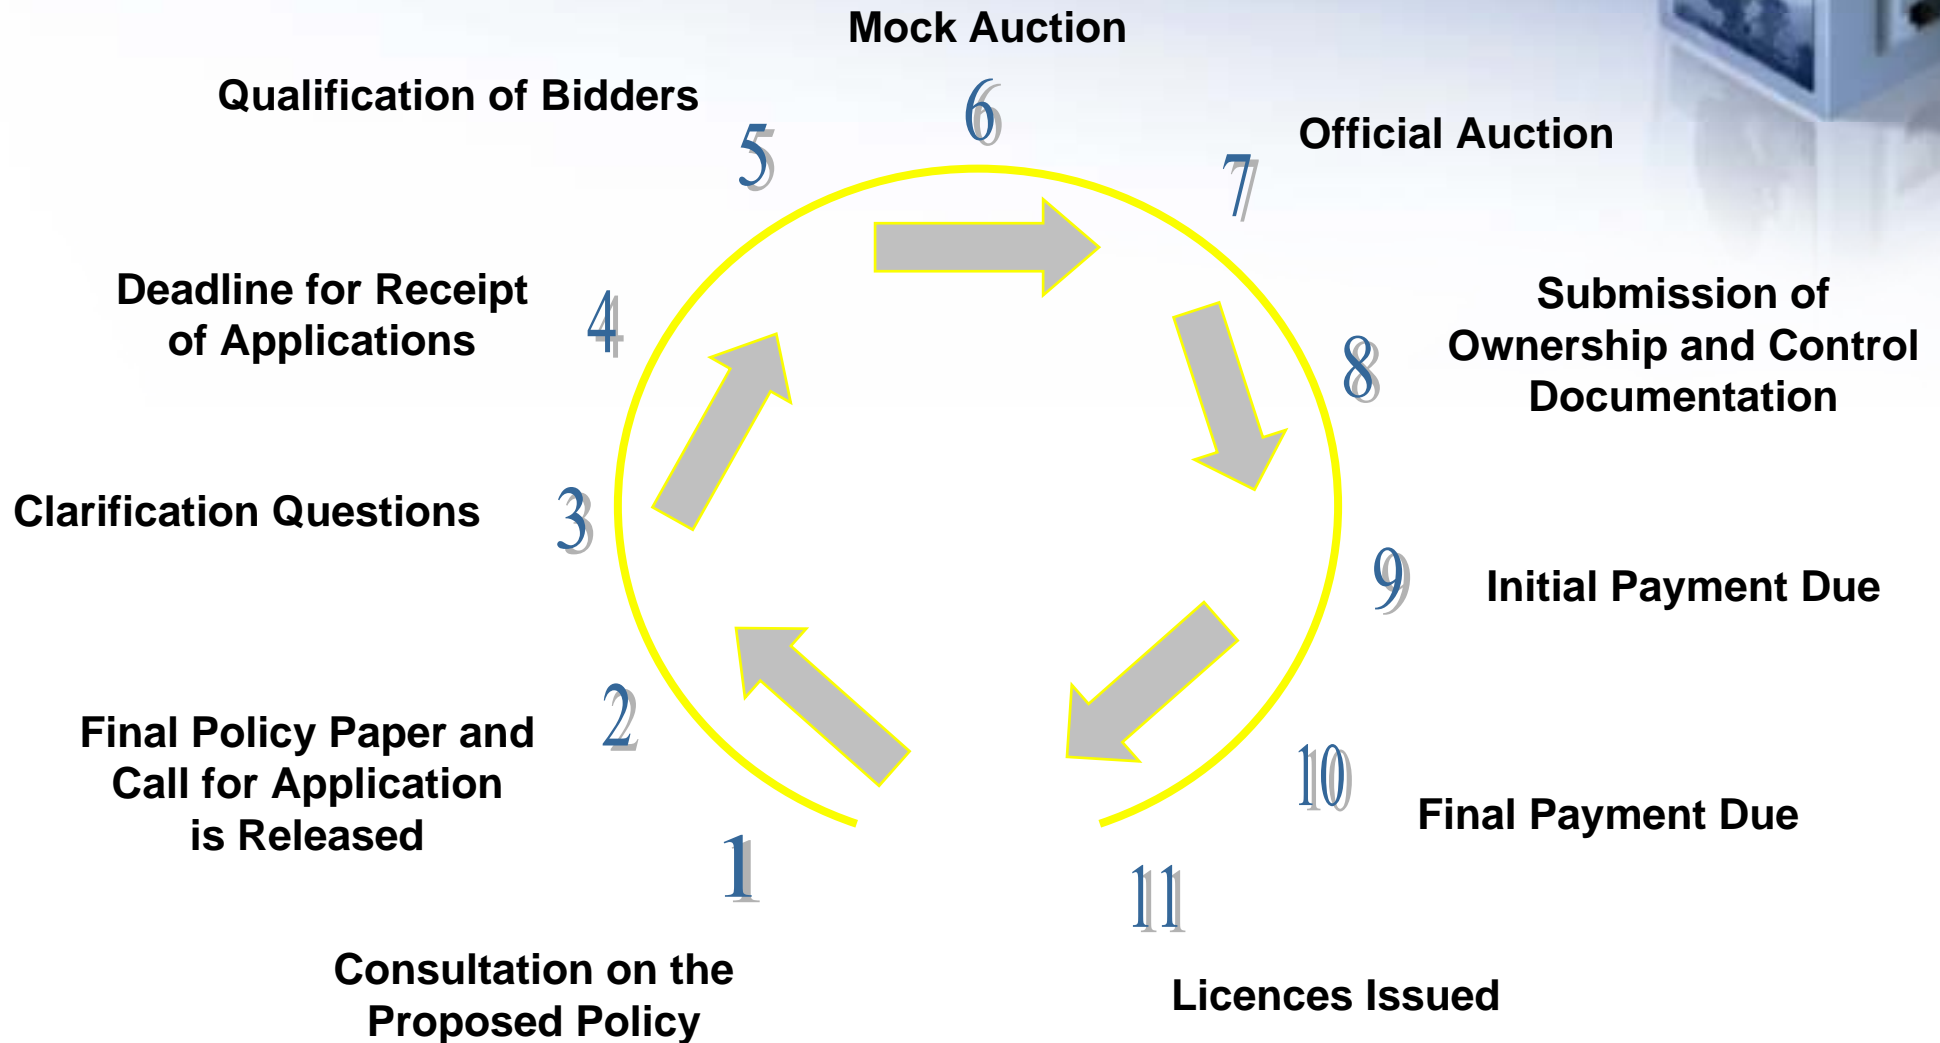 Mock Auction
6
Qualification of Bidders
5
Official Auction
7
Deadline for Receipt
of Applications
4
Submission of
Ownership and Control
Documentation
8
Clarification Questions
3
9
Initial Payment Due
2
Final Policy Paper and
Call for Application
is Released
10
Final Payment Due
1
Consultation on the
Proposed Policy
11
Licences Issued